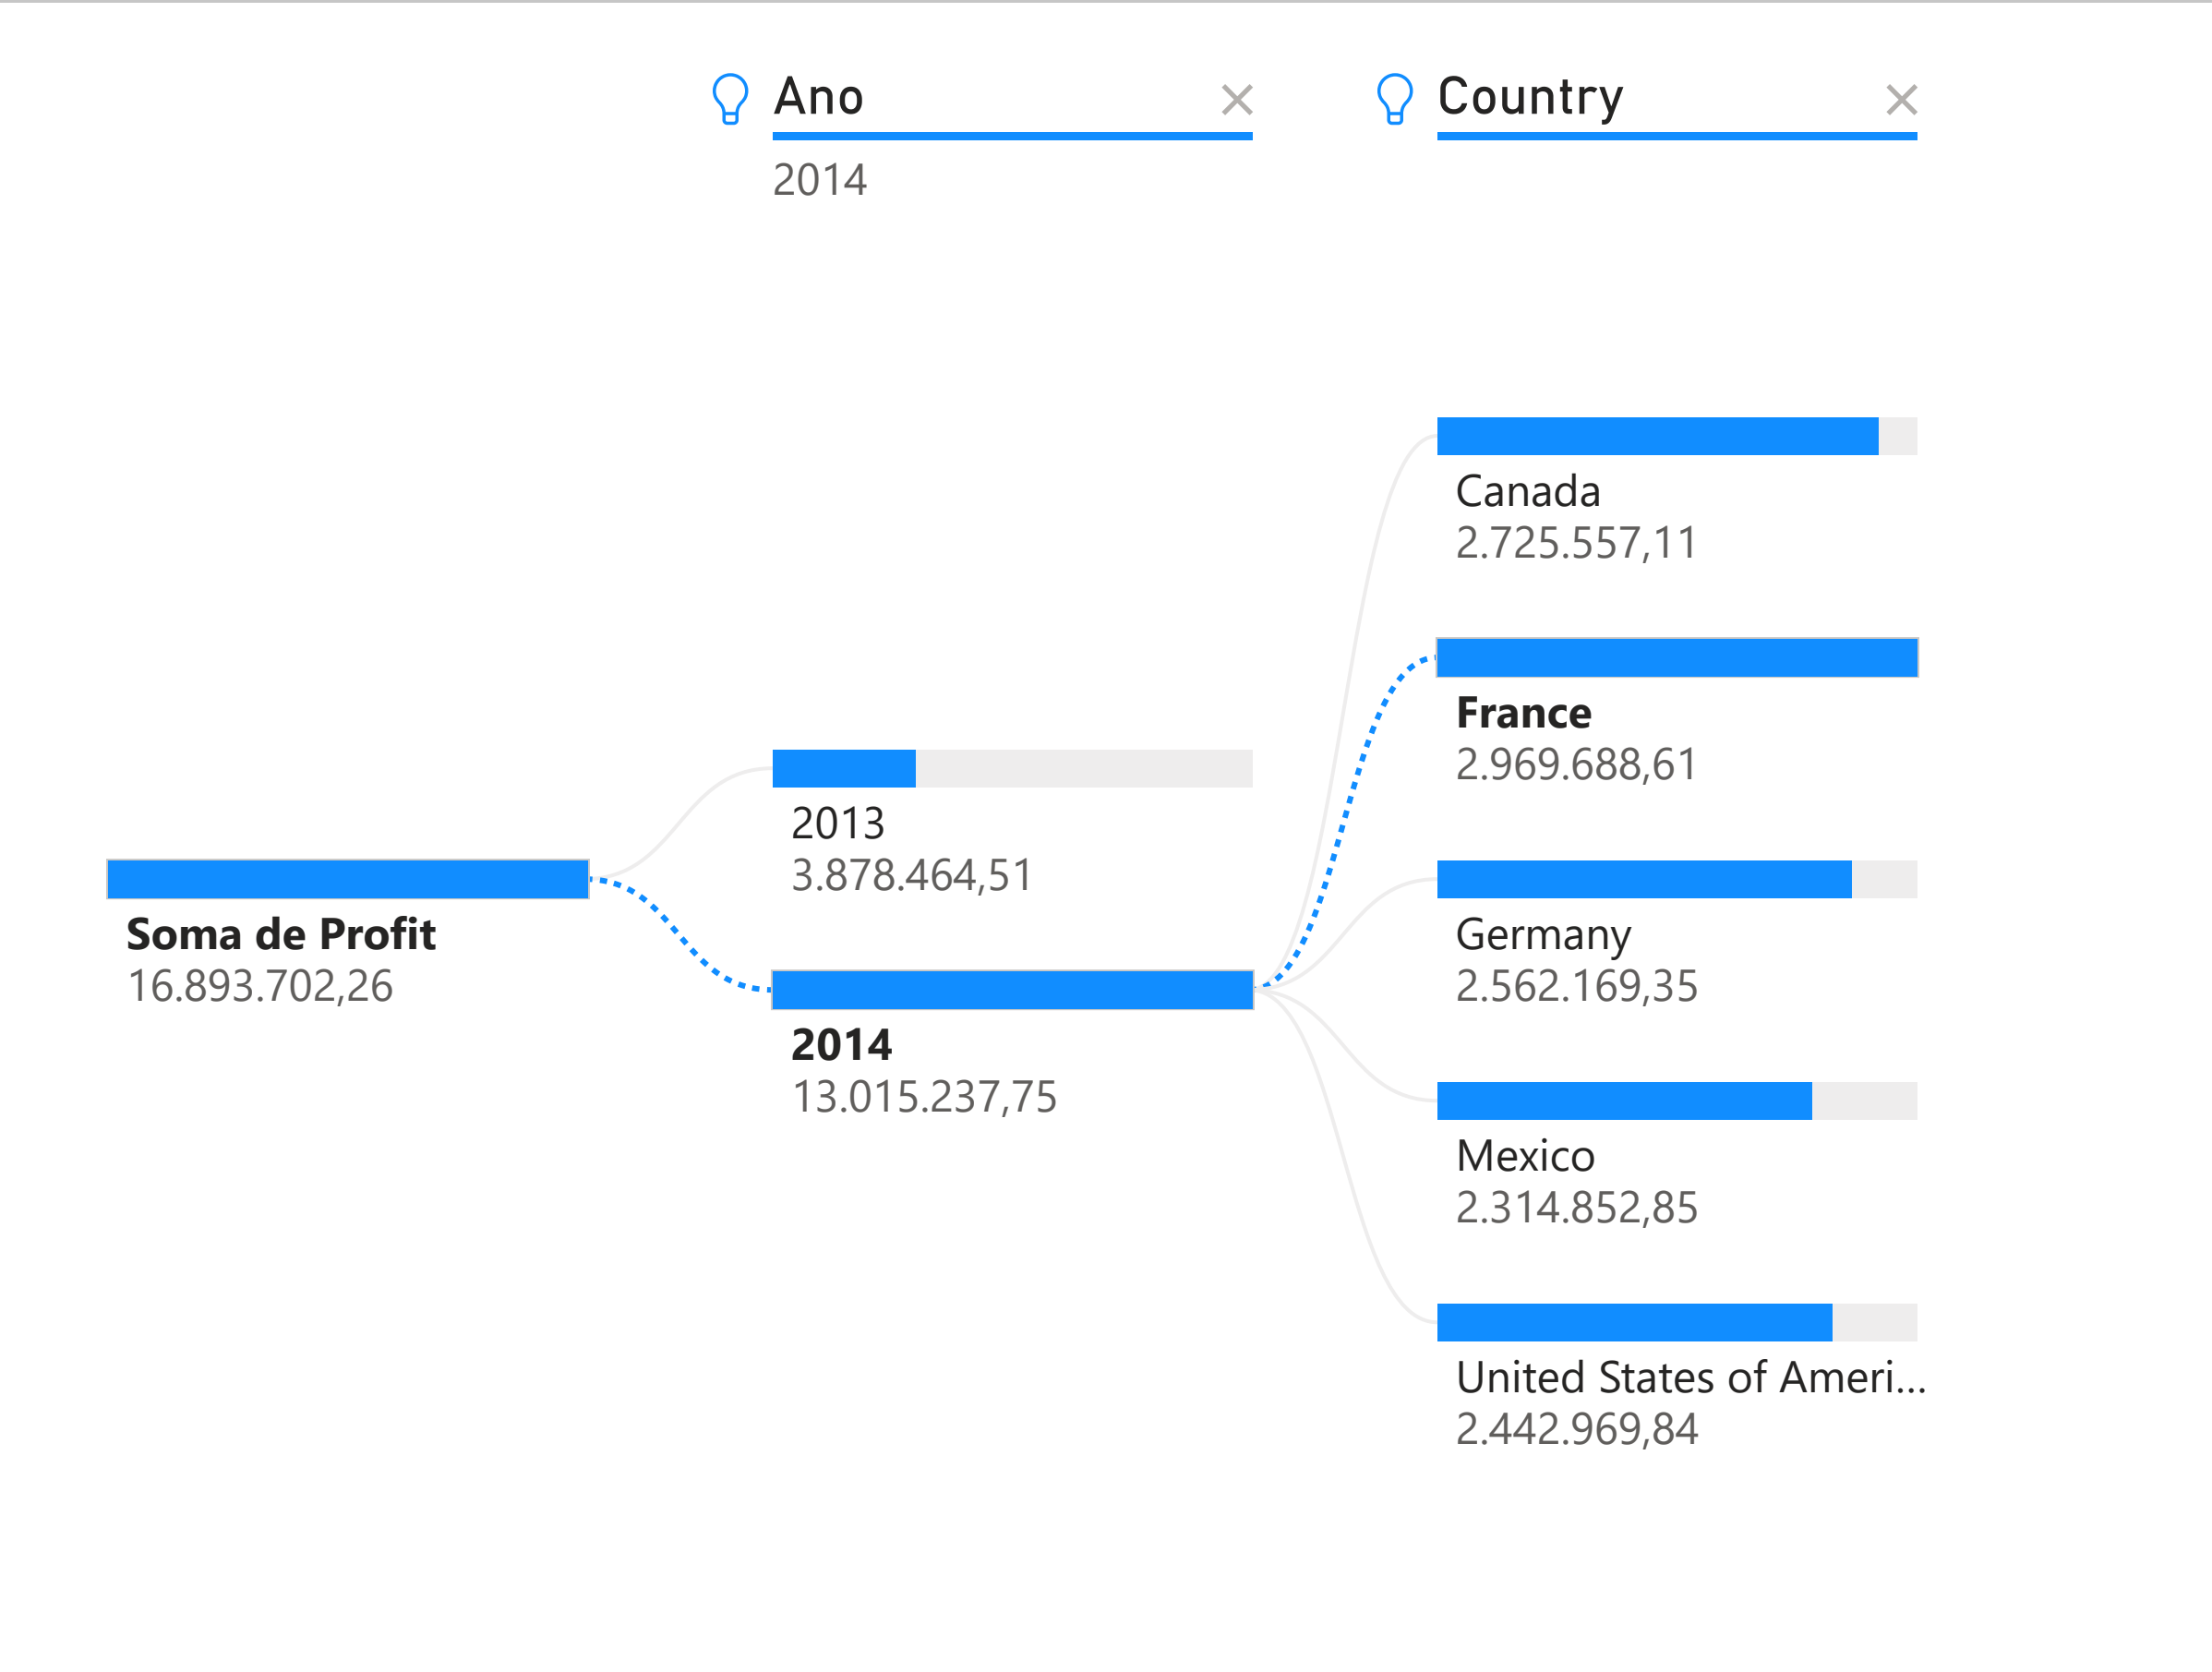 Ano
2014
Country
Soma de Profit
16.893.702,26
2013
3.878.464,51
2014
13.015.237,75
Canada
2.725.557,11
France
2.969.688,61
Germany
2.562.169,35
Mexico
2.314.852,85
United States of Ameri...
2.442.969,84